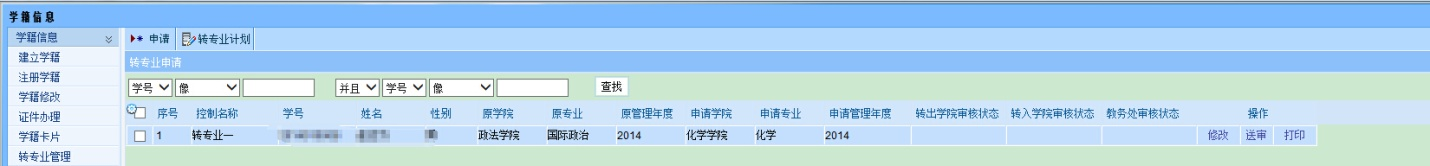 学籍信息
学籍信息
建立学籍
注册学籍
学籍修改
证件办理
学籍卡片
转专业管理
申请 转专业计划
转专业申请
学号 像 并且 学号 像 查找
序号 控制名称 学号 姓名 性别 原学院 原专业 原管理年度 申请学院 申请专业 申请管理年度 转出学院审核状态 转入学院审核状态 教务处审核状态 操作
1 转专业一 政法学院 国际政治 2014 化学学院 化学 2014 修改 送审 打印